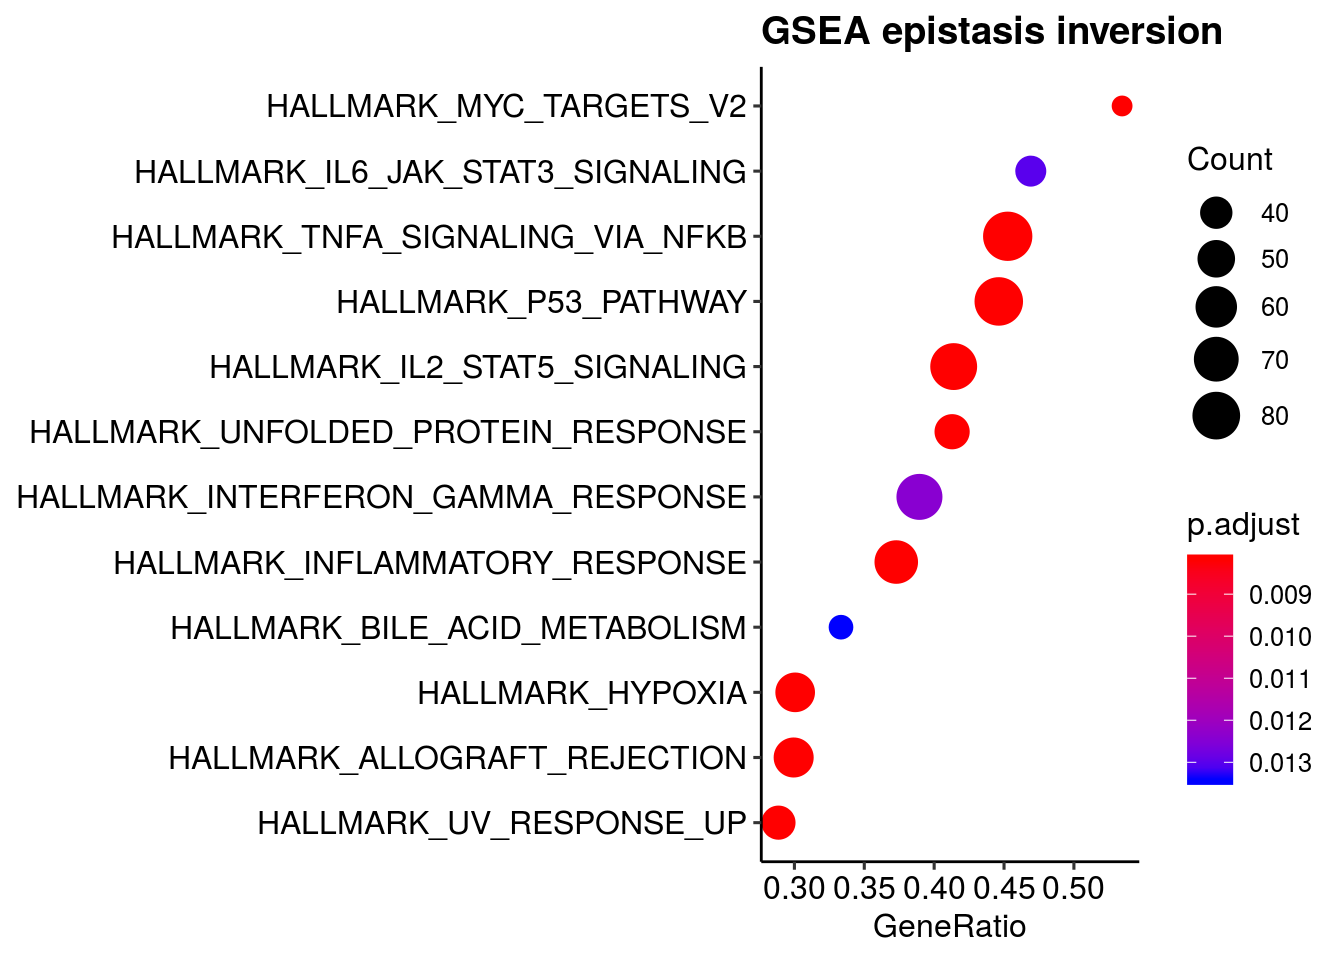 GSEA epistasis inversion
HALLMARK_MYC_TARGETS_V2
HALLMARK_IL6_JAK_STAT3_SIGNALING
HALLMARK_TNFA_SIGNALING_VIA_NFKB
HALLMARK_P53_PATHWAY
HALLMARK_IL2_STAT5_SIGNALING
HALLMARK_UNFOLDED_PROTEIN_RESPONSE
HALLMARK_INTERFERON_GAMMA_RESPONSE
HALLMARK_INFLAMMATORY_RESPONSE
HALLMARK_BILE_ACID_METABOLISM
HALLMARK_HYPOXIA
HALLMARK_ALLOGRAFT_REJECTION
HALLMARK_UV_RESPONSE_UP
0.30 0.35 0.40 0.45 0.50
GeneRatio
Count
40
50
60
70
80
p.adjust
0.009
0.010
0.011
0.012
0.013